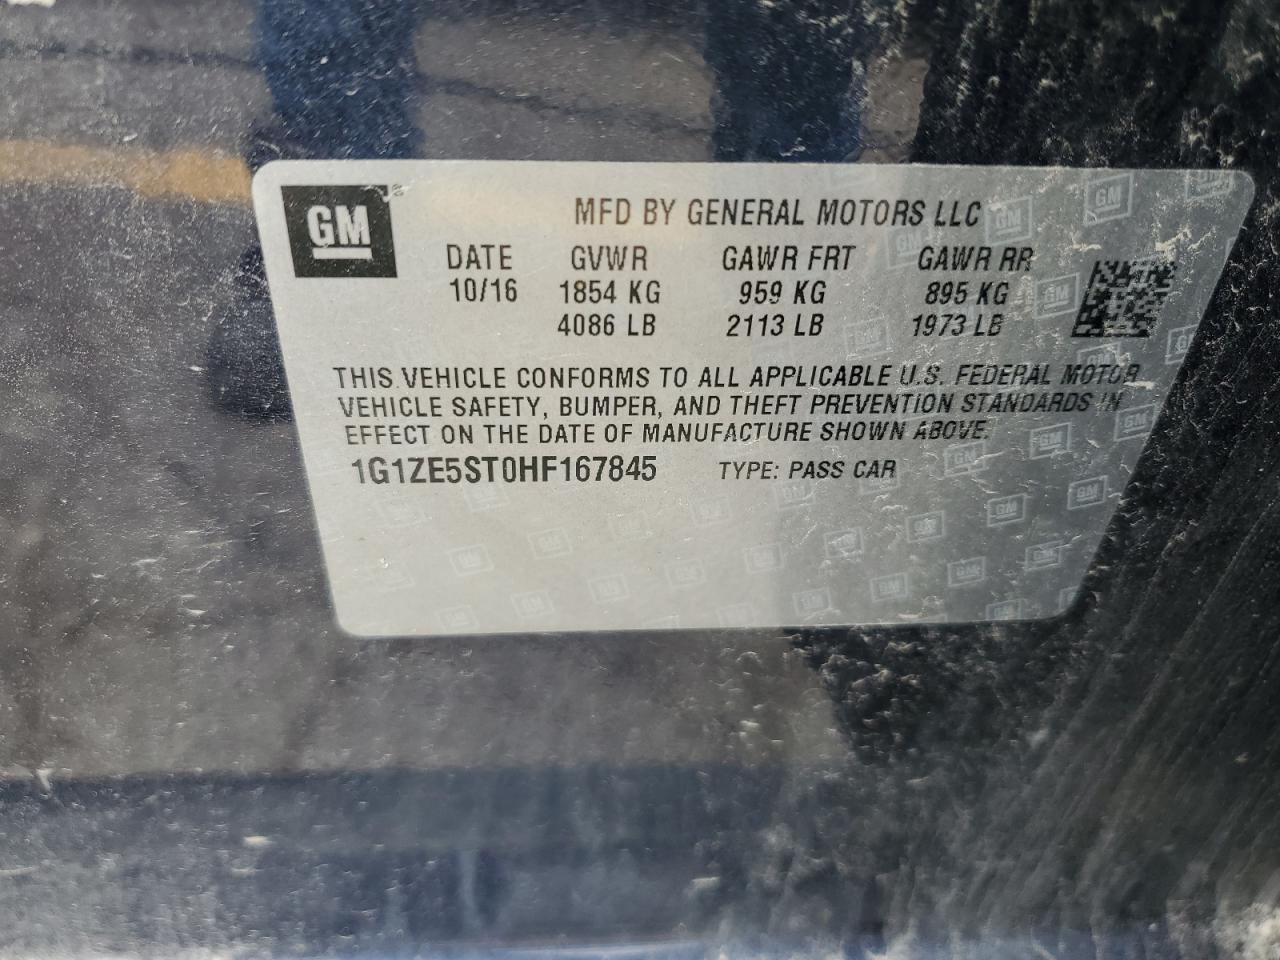 GM
MFD BY GENERAL MOTORS LLC
DATE GVWR GAWR FRT GAWR RR
10/16 1854 KG 959 KG 895 KG
4086 LB 2113 LB 1973 LB
THIS VEHICLE CONFORMS TO ALL APPLICABLE U.S. FEDERAL MOTOR
VEHICLE SAFETY, BUMPER, AND THEFT PREVENTION STANDARDS IN
EFFECT ON THE DATE OF MANUFACTURE SHOWN ABOVE.
1G1ZE5ST0HF167845 TYPE: PASS CAR